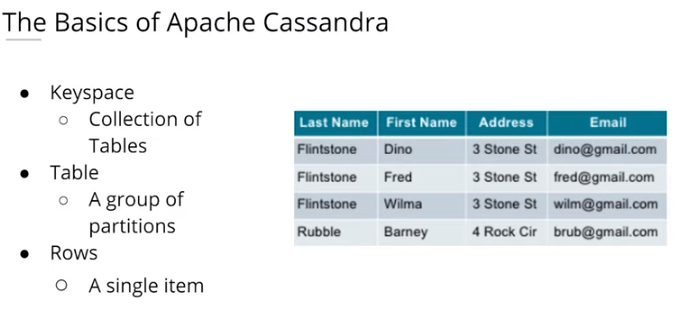 The Basics of Apache Cassandra
● Keyspace
○ Collection of
Tables
● Table
○ A group of
partitions
● Rows
○ A single item
Last Name First Name Address Email
Flintstone Dino 3 Stone St dino@gmail.com
Flintstone Fred 3 Stone St fred@gmail.com
Flintstone Wilma 3 Stone St wilm@gmail.com
Rubble Barney 4 Rock Cir brub@gmail.com